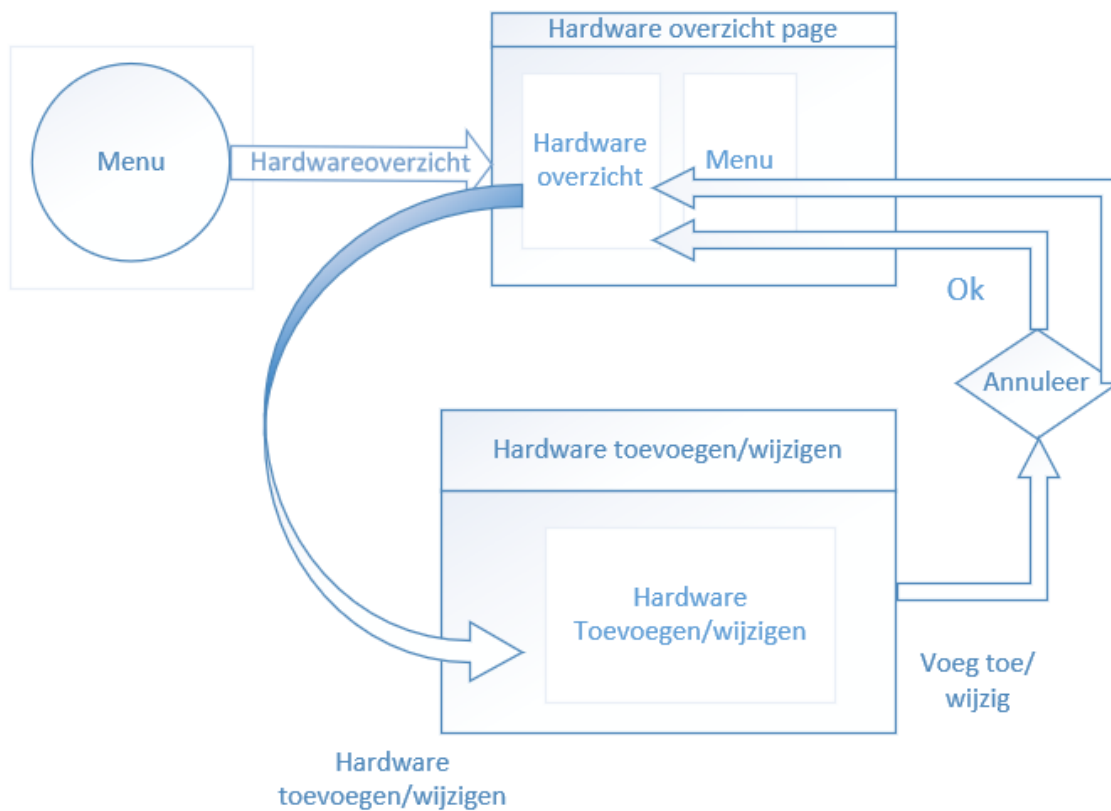 Hardware overzicht page
Menu
Hardwareoverzicht
Hardware
overzicht
Menu
Ok
Annuleer
Hardware toevoegen/wijzigen
Hardware
Toevoegen/wijzigen
Voeg toe/
wijzig
Hardware
toevoegen/wijzigen